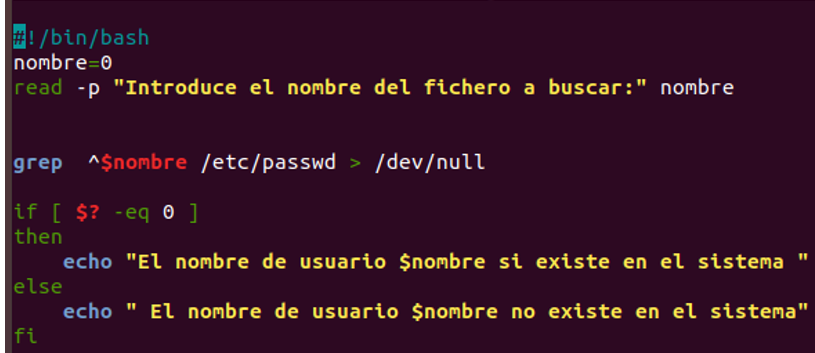 #!/bin/bash
nombre=0
read -p "Introduce el nombre del fichero a buscar:" nombre
grep  ^$nombre /etc/passwd > /dev/null
if [ $? -eq 0 ]
then
    echo "El nombre de usuario $nombre si existe en el sistema "
else
    echo " El nombre de usuario $nombre no existe en el sistema"
fi